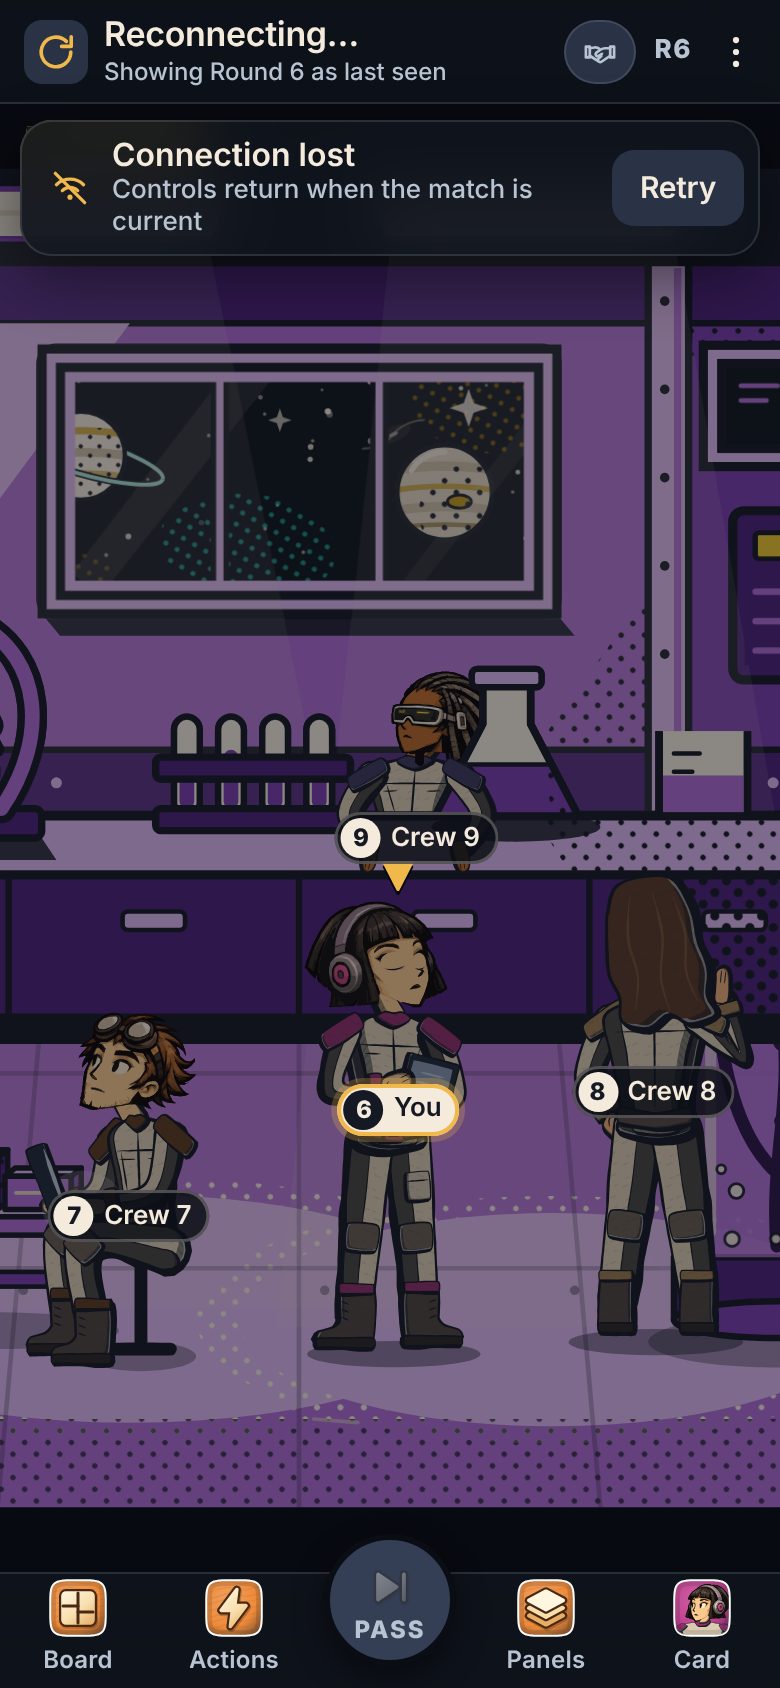 Reconnecting...
Showing Round 6 as last seen
R6
Connection lost
Controls return when the match is
current
Retry
9 Crew 9
6 You
8 Crew 8
7 Crew 7
PASS
Board
Actions
Panels
Card